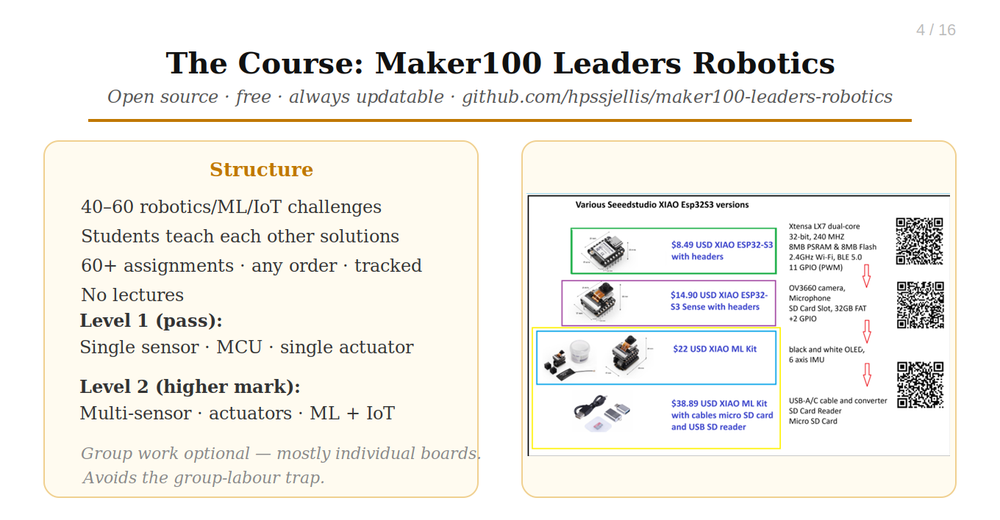 4 / 16
The Course: Maker100 Leaders Robotics
Open source · free · always updatable · github.com/hpssjellis/maker100-leaders-robotics
Structure
40–60 robotics/ML/IoT challenges
Students teach each other solutions
60+ assignments · any order · tracked
No lectures
Level 1 (pass):
Single sensor · MCU · single actuator
Level 2 (higher mark):
Multi-sensor · actuators · ML + IoT
Group work optional — mostly individual boards.
Avoids the group-labour trap.
Various Seeedstudio XIAO Esp32S3 versions
$8.49 USD XIAO ESP32-S3
with headers
Xtensa LX7 dual-core
32-bit, 240 MHZ
8MB PSRAM & 8MB Flash
2.4GHz Wi-Fi, BLE 5.0
11 GPIO (PWM)
$14.90 USD XIAO ESP32-
S3 Sense with headers
OV3660 camera,
Microphone
SD Card Slot, 32GB FAT
+2 GPIO
$22 USD XIAO ML Kit
black and white OLED,
6 axis IMU
$38.89 USD XIAO ML Kit
with cables micro SD card
and USB SD reader
USB-A/C cable and converter
SD Card Reader
Micro SD Card